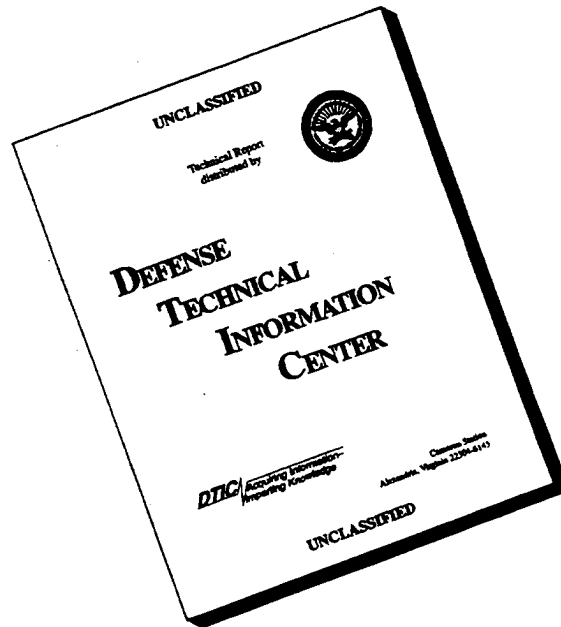 UNCLASSIFIED
Technical Report
distributed by
DEFENSE
TECHNICAL
INFORMATION
CENTER
DTIC
Acquiring Information-
Imparting Knowledge
Cameron Station
Alexandria, Virginia 22304-6145
UNCLASSIFIED